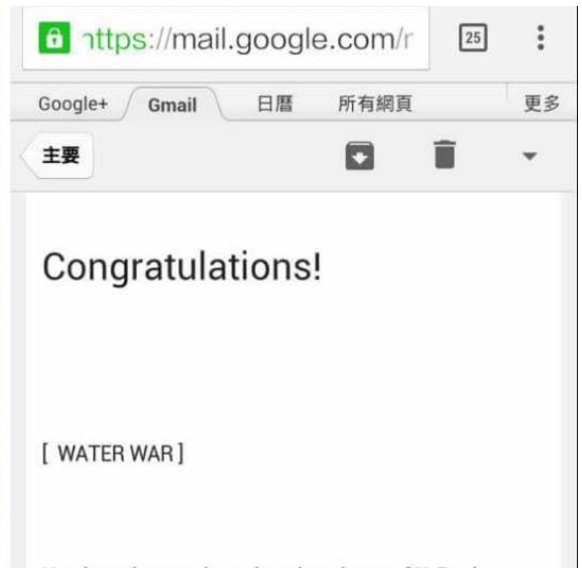 https://mail.google.com/r
25
Google+ Gmail 日曆 所有網頁 更多
主要
Congratulations!
[ WATER WAR ]